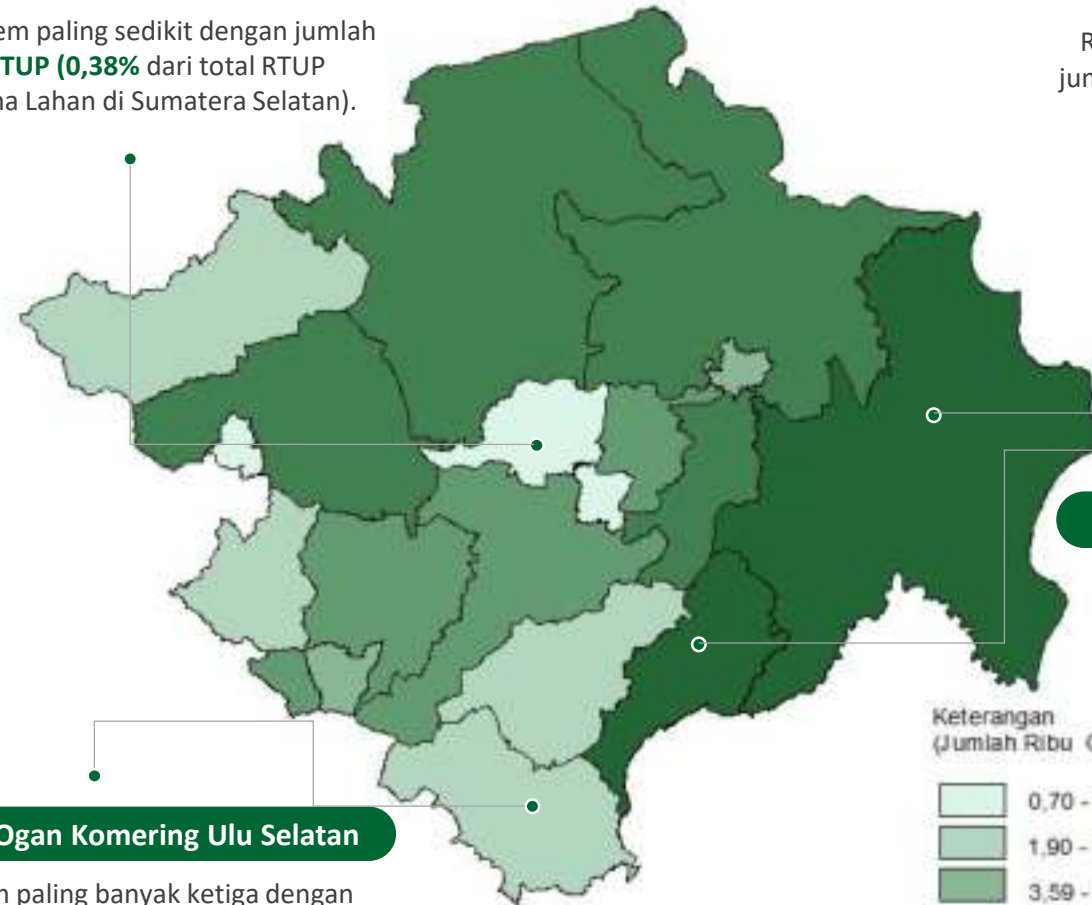 em paling sedikit dengan jumlah
TUP (0,38% dari total RTUP
na Lahan di Sumatera Selatan).
R
jum
Ogan Komering Ulu Selatan
n paling banyak ketiga dengan
Keterangan
(Jumlah Ribu
0,70 -
1,90 -
3,59 -